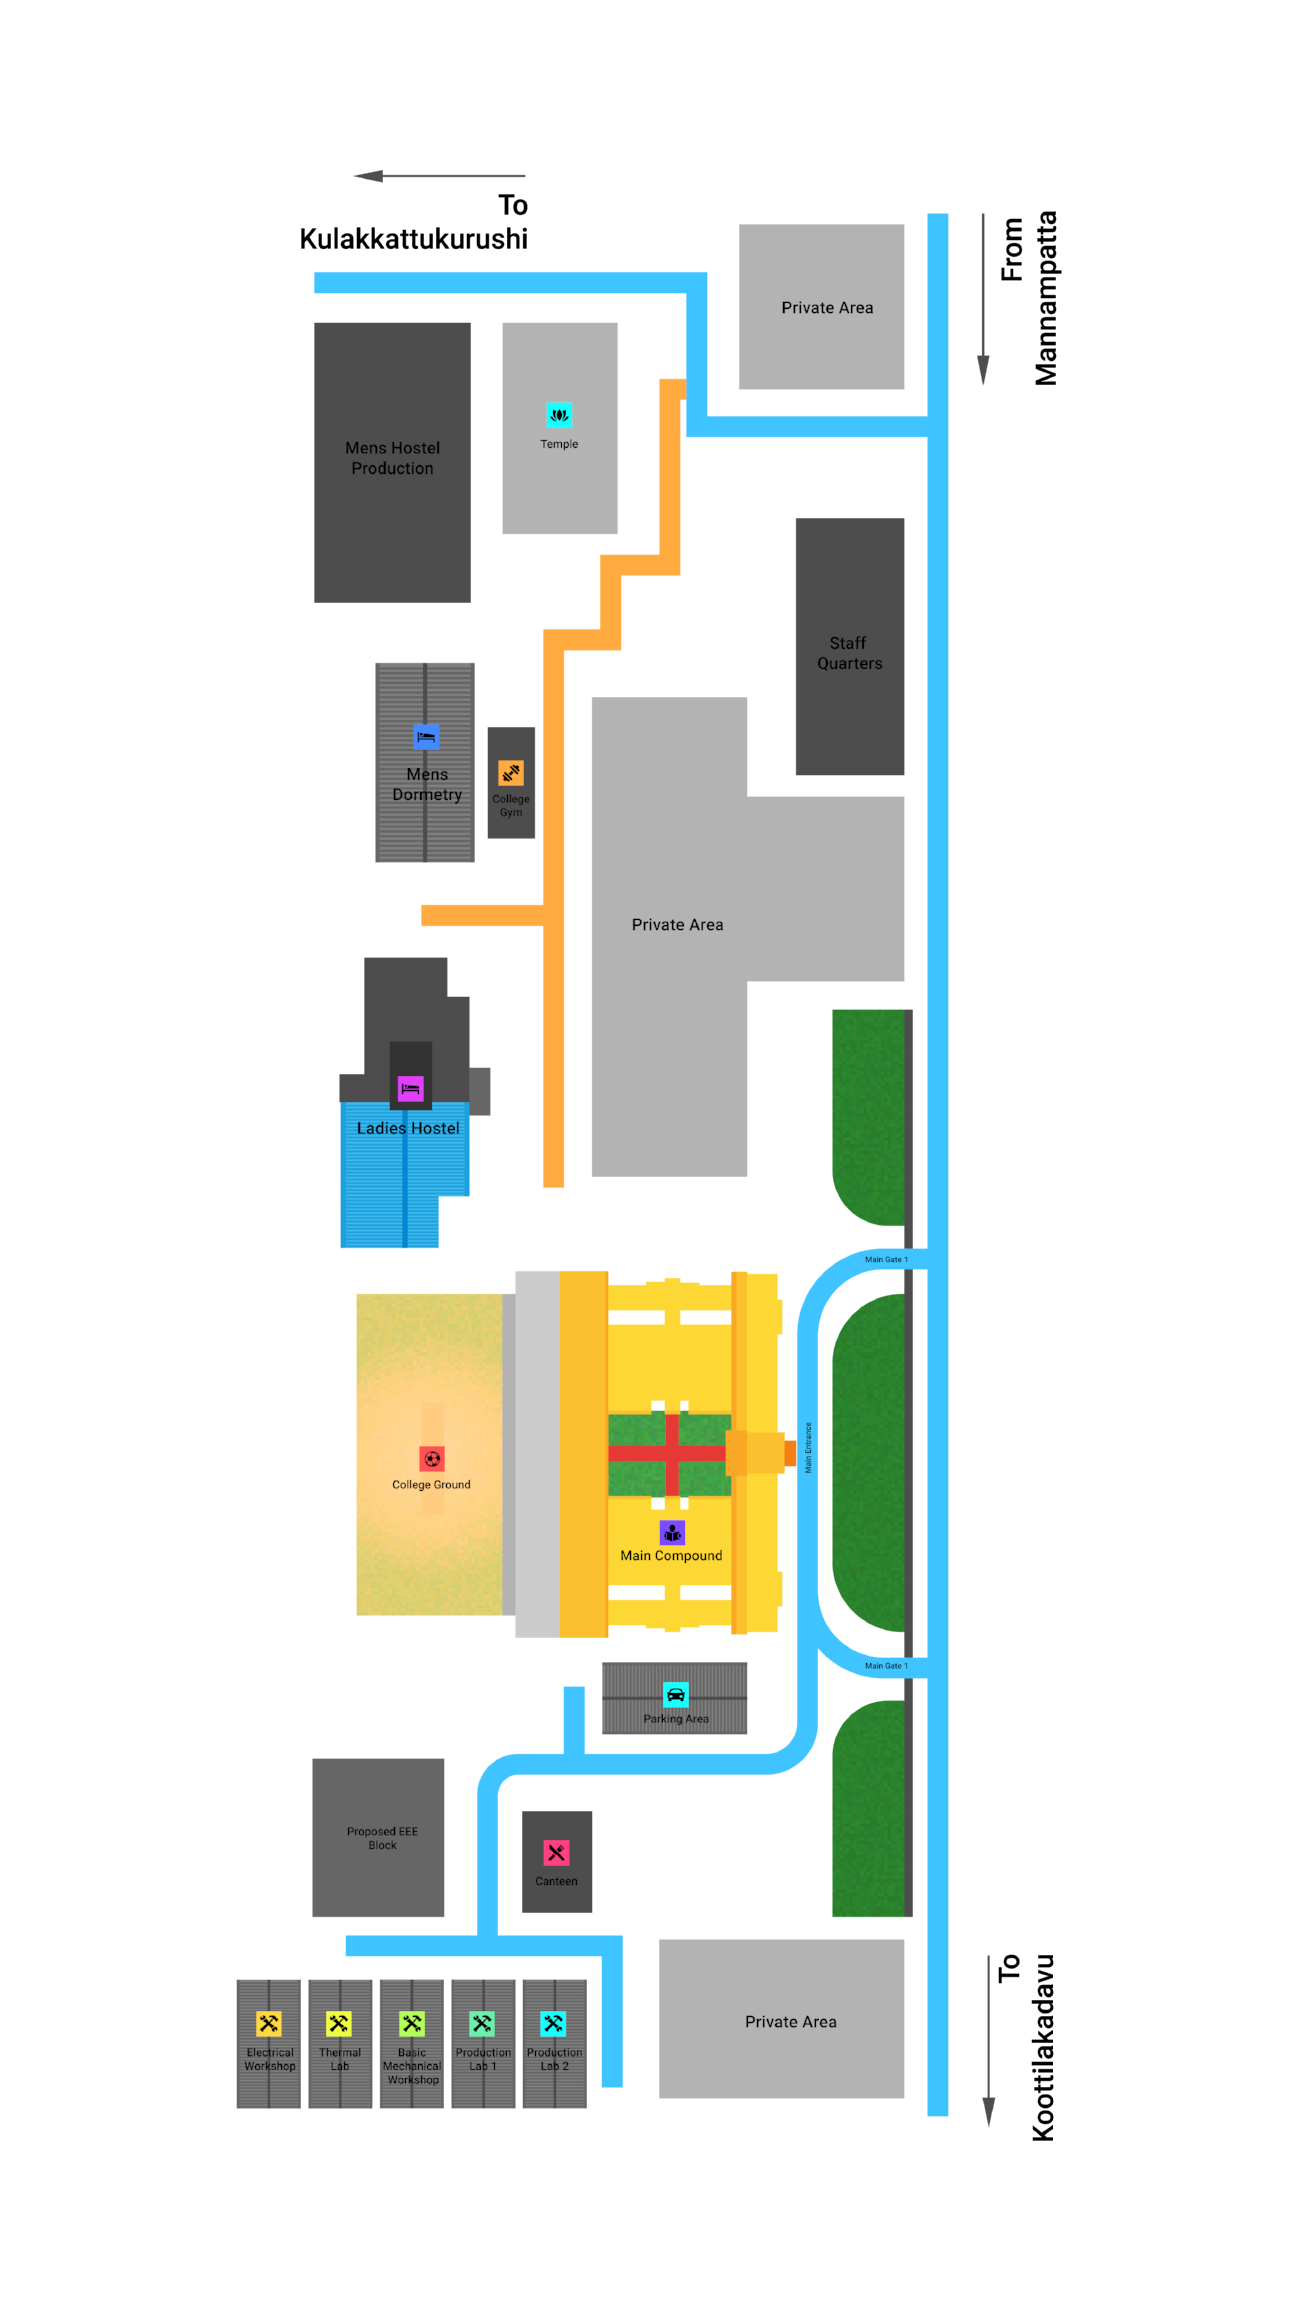 To
Kulakkattukurushi
From
Mannampatta
Private Area
Mens Hostel
Production
Temple
Staff
Quarters
Mens
Dormetry
College
Gym
Private Area
Ladies Hostel
Main Gate 1
Main Entrance
College Ground
Main Compound
Main Gate 1
Parking Area
Proposed EEE
Block
Canteen
To
Koottilakadavu
Private Area
Electrical
Workshop
Thermal
Lab
Basic
Mechanical
Workshop
Production
Lab 1
Production
Lab 2